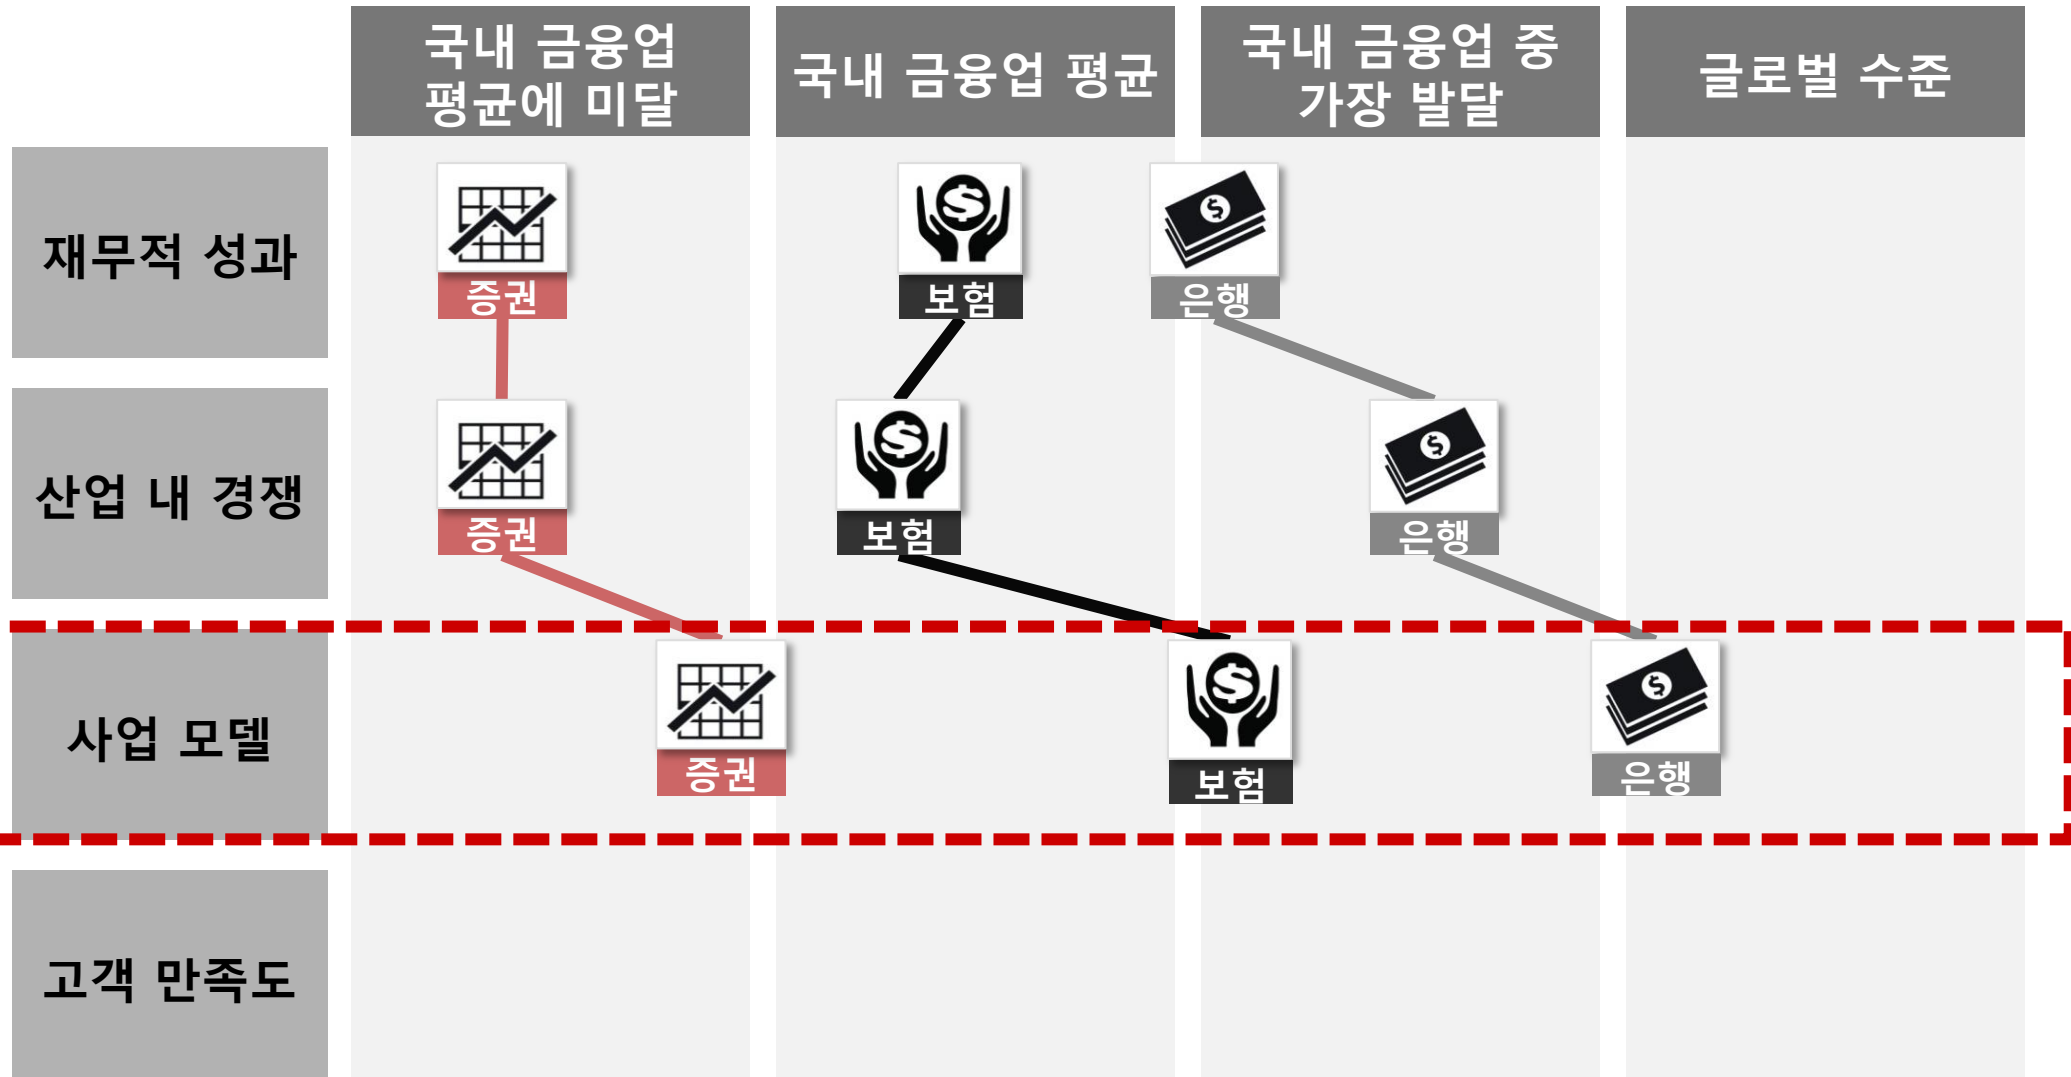 국내 금융업
평균에 미달
국내 금융업 평균
국내 금융업 중
가장 발달
글로벌 수준
재무적 성과
증권
보험
은행
산업 내 경쟁
증권
보험
은행
사업 모델
증권
보험
은행
고객 만족도